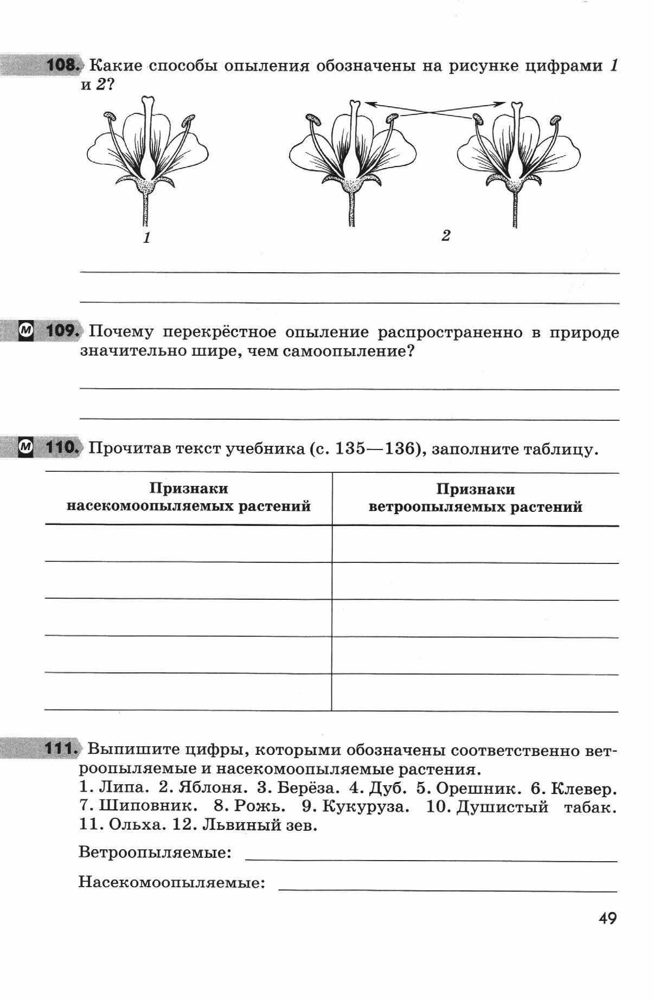 108. Какие способы опыления обозначены на рисунке цифрами 1
и 2?
1
2
М 109. Почему перекрёстное опыление распространенно в природе
значительно шире, чем самоопыление?
М 110. Прочитав текст учебника (с. 135—136), заполните таблицу.
Признаки
насекомоопыляемых растений
Признаки
ветроопыляемых растений
111. Выпишите цифры, которыми обозначены соответственно вет-
роопыляемые и насекомоопыляемые растения.
1. Липа. 2. Яблоня. 3. Берёза. 4. Дуб. 5. Орешник. 6. Клевер.
7. Шиповник. 8. Рожь. 9. Кукуруза. 10. Душистый табак.
11. Ольха. 12. Львиный зев.
Ветроопыляемые:
Насекомоопыляемые:
49